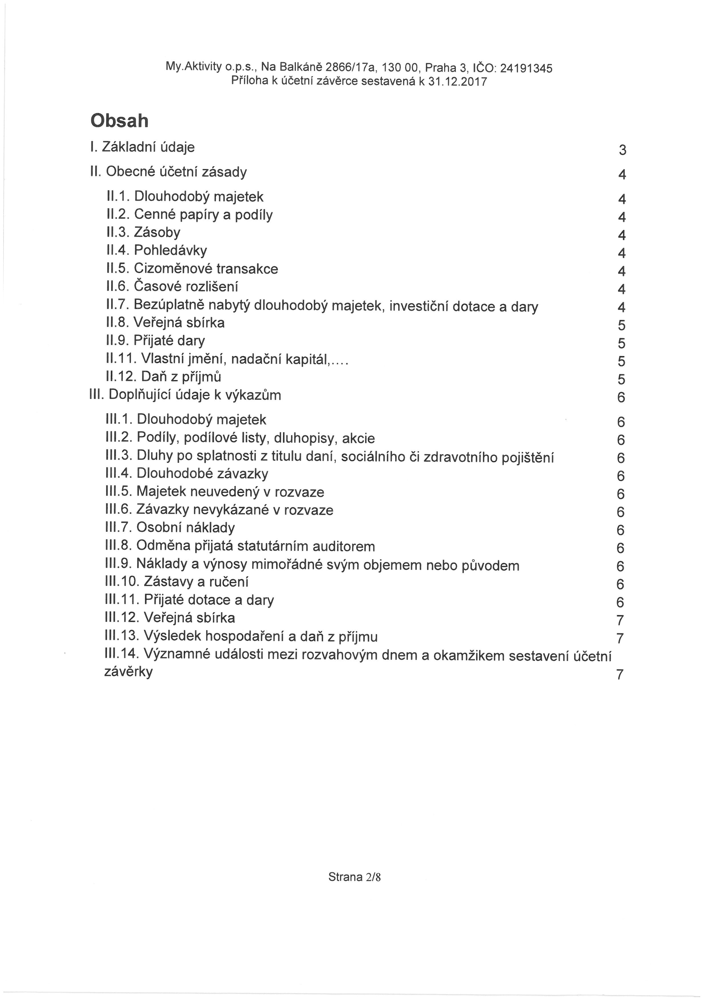 My.Aktivity o.p.s., Na Balkáně 2866/17a, 130 00, Praha 3, IČO: 24191345
Příloha k účetní závěrce sestavená k 31.12.2017
Obsah
I. Základní údaje 3
II. Obecné účetní zásady 4
II.1. Dlouhodobý majetek 4
II.2. Cenné papíry a podíly 4
II.3. Zásoby 4
II.4. Pohledávky 4
II.5. Cizoměnové transakce 4
II.6. Časové rozlišení 4
II.7. Bezúplatně nabytý dlouhodobý majetek, investiční dotace a dary 4
II.8. Veřejná sbírka 5
II.9. Přijaté dary 5
II.11. Vlastní jmění, nadační kapitál,.... 5
II.12. Daň z příjmů 5
III. Doplňující údaje k výkazům 6
III.1. Dlouhodobý majetek 6
III.2. Podíly, podílové listy, dluhopisy, akcie 6
III.3. Dluhy po splatnosti z titulu daní, sociálního či zdravotního pojištění 6
III.4. Dlouhodobé závazky 6
III.5. Majetek neuvedený v rozvaze 6
III.6. Závazky nevykázané v rozvaze 6
III.7. Osobní náklady 6
III.8. Odměna přijatá statutárním auditorem 6
III.9. Náklady a výnosy mimořádné svým objemem nebo původem 6
III.10. Zástavy a ručení 6
III.11. Přijaté dotace a dary 6
III.12. Veřejná sbírka 7
III.13. Výsledek hospodaření a daň z příjmu 7
III.14. Významné události mezi rozvahovým dnem a okamžikem sestavení účetní
závěrky 7
Strana 2/8